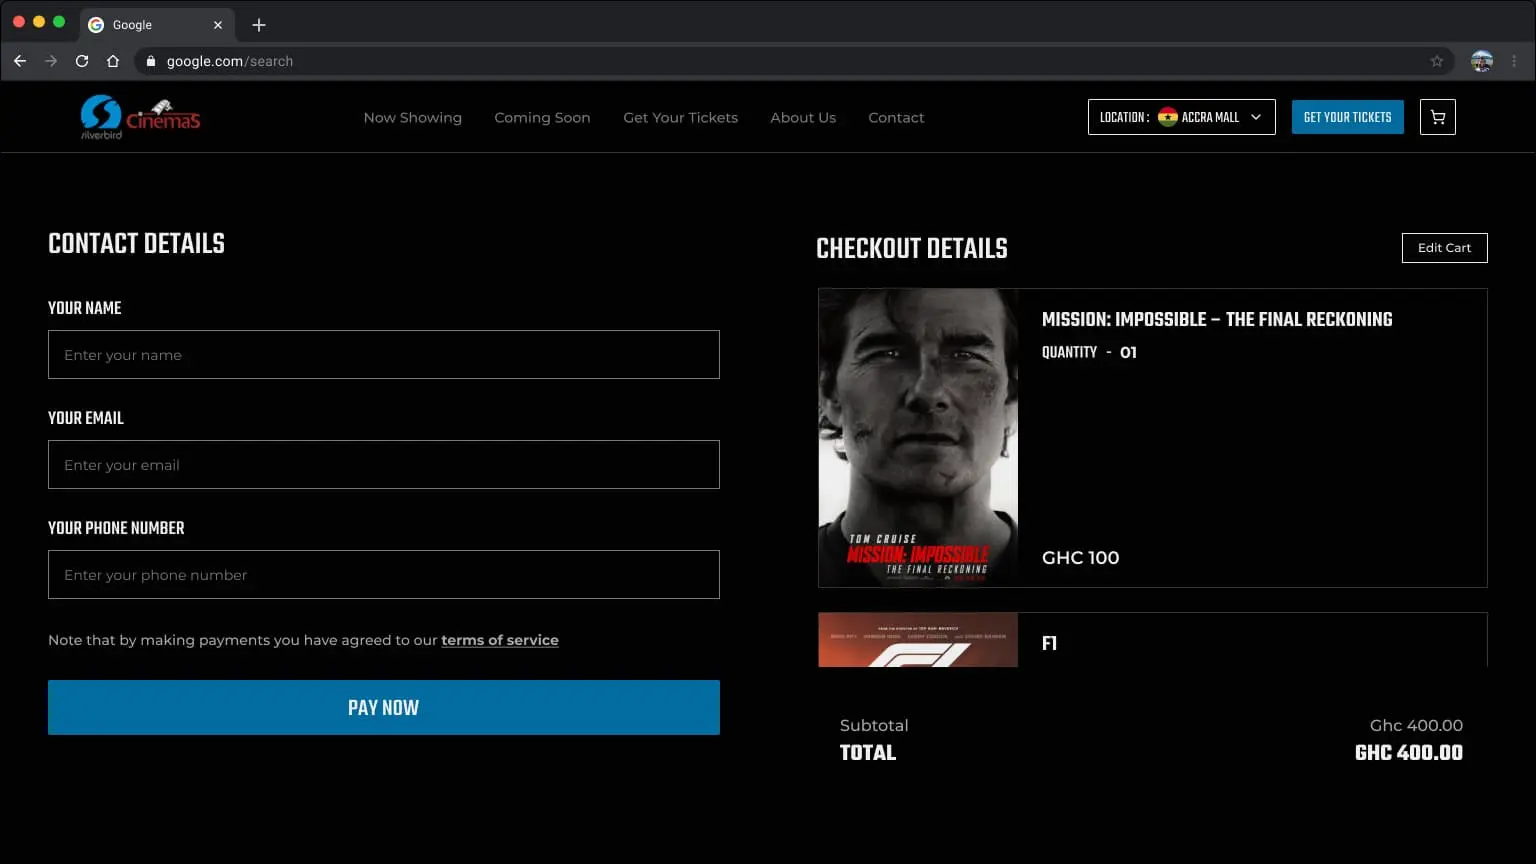 Google
google.com/search
silverbird cinemas
Now Showing
Coming Soon
Get Your Tickets
About Us
Contact
LOCATION : ACCRA MALL
GET YOUR TICKETS
CONTACT DETAILS
YOUR NAME
Enter your name
YOUR EMAIL
Enter your email
YOUR PHONE NUMBER
Enter your phone number
Note that by making payments you have agreed to our terms of service
PAY NOW
CHECKOUT DETAILS
Edit Cart
TOM CRUISE
MISSION: IMPOSSIBLE
THE FINAL RECKONING
MISSION: IMPOSSIBLE – THE FINAL RECKONING
QUANTITY - 01
GHC 100
F1
Subtotal
Ghc 400.00
TOTAL
GHC 400.00